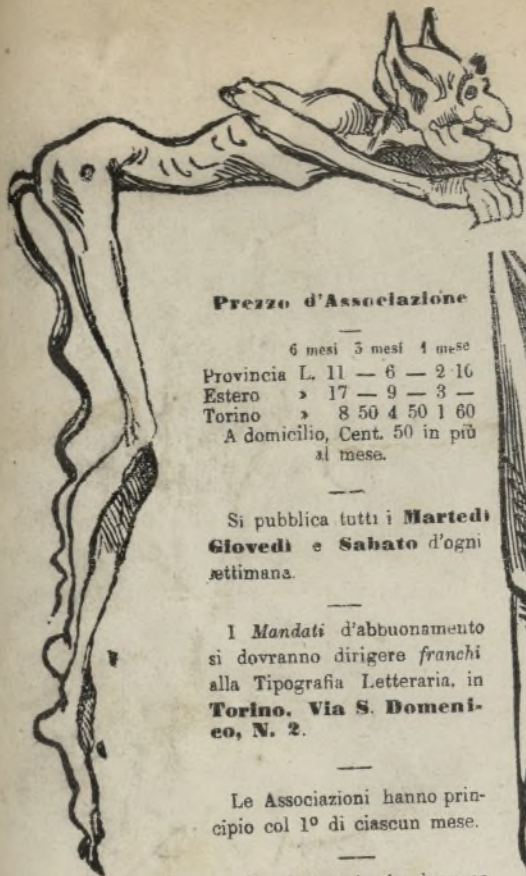 Prezzo d'Associazione
6 mesi 3 mesi 1 mese
Provincia L. 11 — 6 — 2 16
Estero » 17 — 9 — 3 —
Torino » 8 50 4 50 1 60
A domicilio, Cent. 50 in più
al mese.
Si pubblica tutti i Martedì
Giovedì e Sabato d'ogni
settimana.
I Mandati d'abbuonamento
si dovranno dirigere franchi
alla Tipografia Letteraria, in
Torino, Via S. Domeni-
co, N. 2.
Le Associazioni hanno prin-
cipio col 1º di ciascun mese.